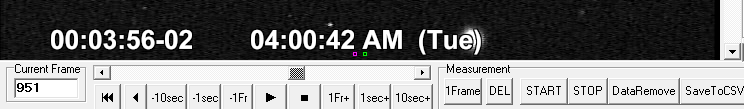 00:03:56-02 04:00:42 AM (Tue)
Current Frame Measurement
951
-10sec -1sec -1Fr 1Fr+ 1sec+ 10sec+ 1Frame DEL START STOP DataRemove SaveToCSV